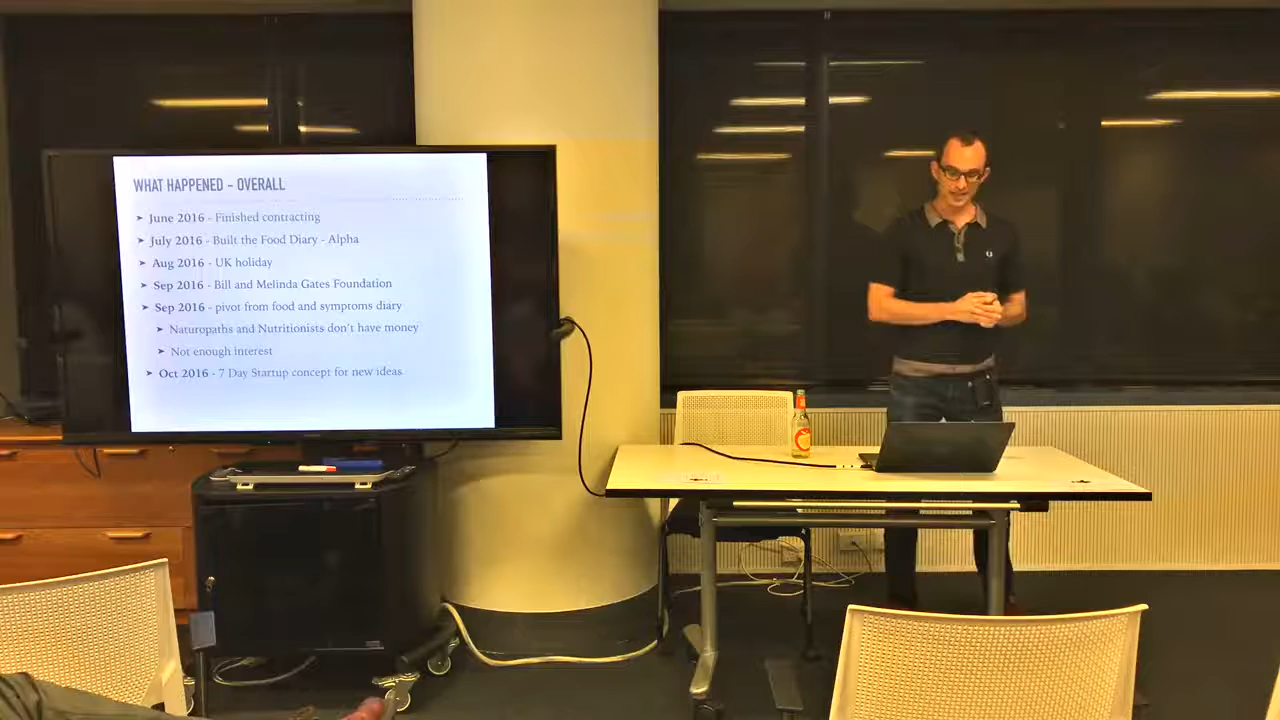 WHAT HAPPENED – OVERALL
➤ June 2016 - Finished contracting
➤ July 2016 - Built the Food Diary - Alpha
➤ Aug 2016 - UK holiday
➤ Sep 2016 - Bill and Melinda Gates Foundation
➤ Sep 2016 - pivot from food and symptoms diary
➤ Naturopaths and Nutritionists don't have money
➤ Not enough interest
➤ Oct 2016 - 7 Day Startup concept for new ideas